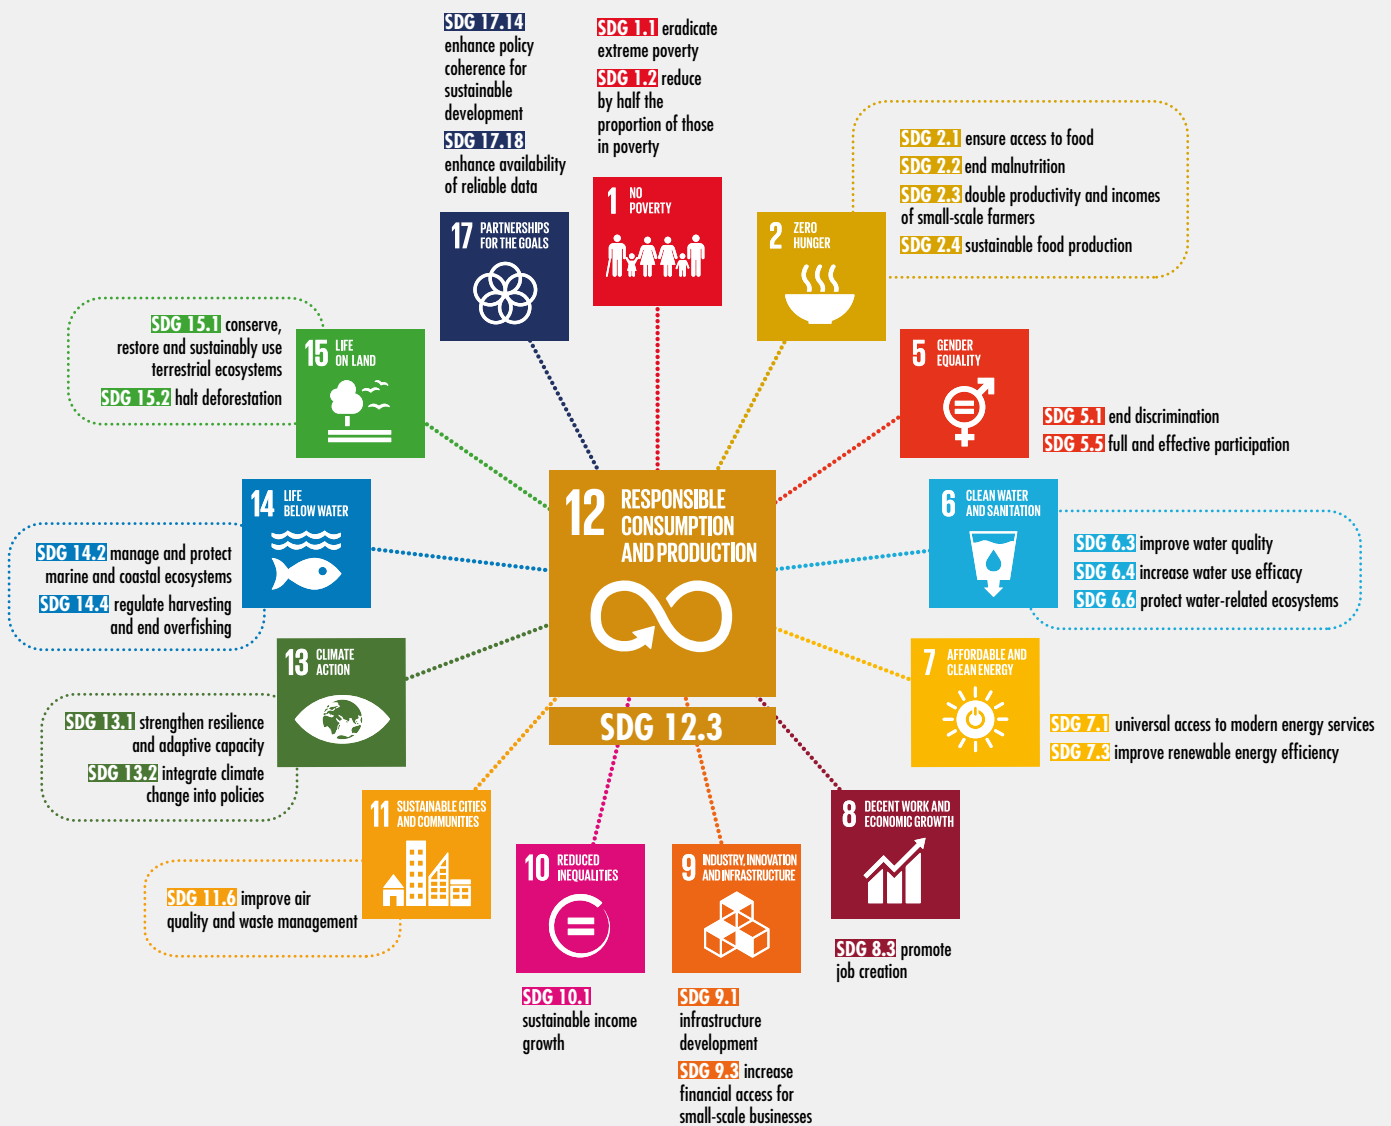 SDG 17.14
enhance policy
coherence for
sustainable
development
SDG 17.18
enhance availability
of reliable data
17 PARTNERSHIPS
FOR THE GOALS
SDG 1.1 eradicate
extreme poverty
SDG 1.2 reduce
by half the
proportion of those
in poverty
1 NO
POVERTY
SDG 2.1 ensure access to food
SDG 2.2 end malnutrition
SDG 2.3 double productivity and incomes
of small-scale farmers
SDG 2.4 sustainable food production
2 ZERO
HUNGER
5 GENDER
EQUALITY
SDG 5.1 end discrimination
SDG 5.5 full and effective participation
6 CLEAN WATER
AND SANITATION
SDG 6.3 improve water quality
SDG 6.4 increase water use efficacy
SDG 6.6 protect water-related ecosystems
7 AFFORDABLE AND
CLEAN ENERGY
SDG 7.1 universal access to modern energy services
SDG 7.3 improve renewable energy efficiency
8 DECENT WORK AND
ECONOMIC GROWTH
SDG 8.3 promote
job creation
9 INDUSTRY, INNOVATION
AND INFRASTRUCTURE
SDG 9.1
infrastructure
development
SDG 9.3 increase
financial access for
small-scale businesses
10 REDUCED
INEQUALITIES
SDG 10.1
sustainable income
growth
11 SUSTAINABLE CITIES
AND COMMUNITIES
SDG 11.6 improve air
quality and waste management
13 CLIMATE
ACTION
SDG 13.1 strengthen resilience
and adaptive capacity
SDG 13.2 integrate climate
change into policies
14 LIFE
BELOW WATER
SDG 14.2 manage and protect
marine and coastal ecosystems
SDG 14.4 regulate harvesting
and end overfishing
15 LIFE
ON LAND
SDG 15.1 conserve,
restore and sustainably use
terrestrial ecosystems
SDG 15.2 halt deforestation
12 RESPONSIBLE
CONSUMPTION
AND PRODUCTION
SDG 12.3